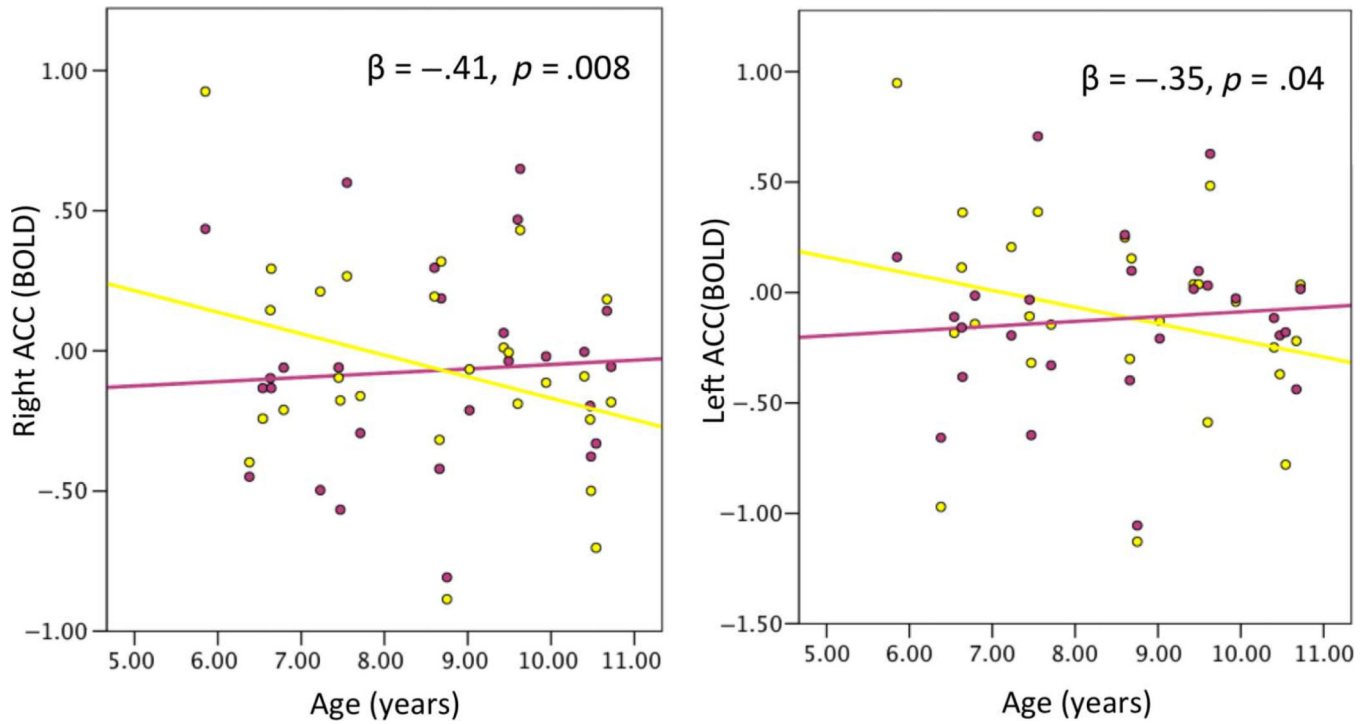 β = −.41, p = .008
Right ACC (BOLD)
1.00
.50
.00
−.50
−1.00
5.00 6.00 7.00 8.00 9.00 10.00 11.00
Age (years)
β = −.35, p = .04
Left ACC(BOLD)
1.00
.50
.00
−.50
−1.00
−1.50
5.00 6.00 7.00 8.00 9.00 10.00 11.00
Age (years)